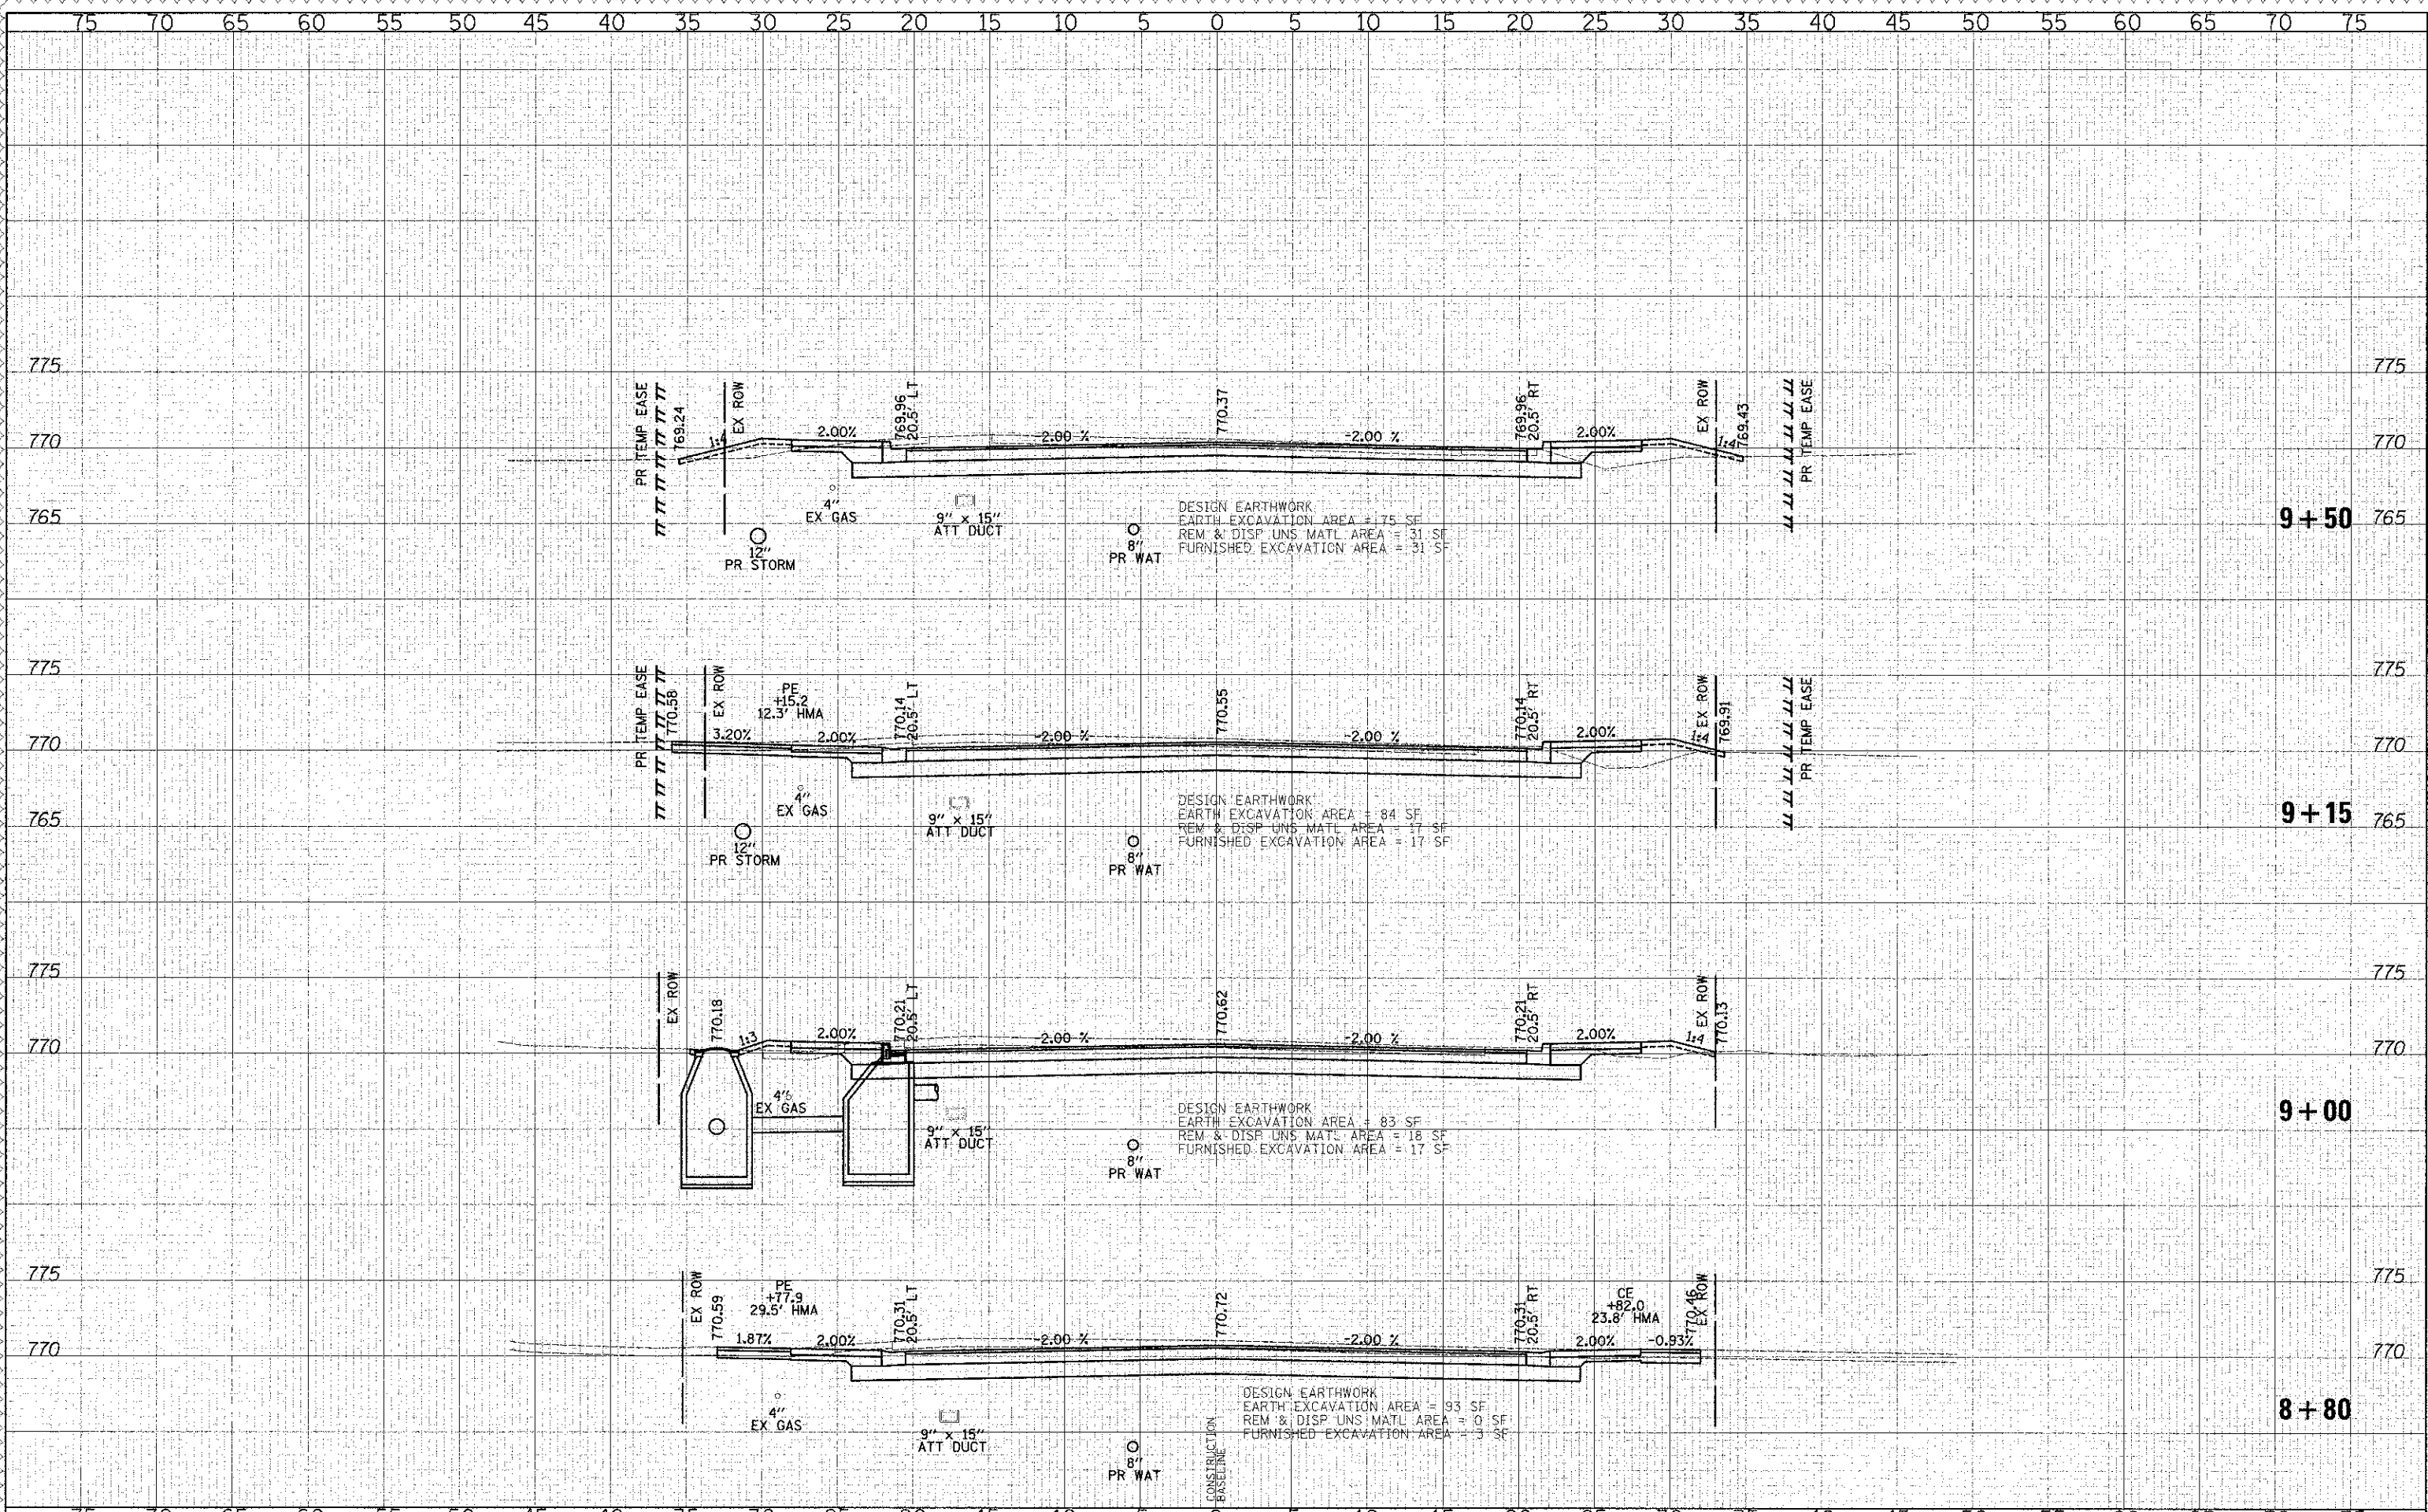 75 70 65 60 55 50 45 40 35 30 25 20 15 10 5 0 5 10 15 20 25 30 35 40 45 50 55 60 65 70 75
775 775
PR TEMP EASE
769.24
1:4
EX ROW
2.00%
769.96
20.5' LT
-2.00 %
770.37
-2.00 %
769.96
20.5' RT
2.00%
EX ROW
1:4
769.43
PR TEMP EASE
770 770
4"
EX GAS
9" x 15"
ATT DUCT
12"
PR STORM
8"
PR WAT
DESIGN EARTHWORK
EARTH EXCAVATION AREA = 75 SF
REM & DISP UNS MATL AREA = 31 SF
FURNISHED EXCAVATION AREA = 31 SF
765 9+50 765
775 775
PR TEMP EASE
770.58
EX ROW
PE
+15.2
12.3' HMA
3.20%
2.00%
770.14
20.5' LT
-2.00 %
770.55
-2.00 %
770.14
20.5' RT
2.00%
1:4
EX ROW
769.91
PR TEMP EASE
770 770
4"
EX GAS
9" x 15"
ATT DUCT
12"
PR STORM
8"
PR WAT
DESIGN EARTHWORK
EARTH EXCAVATION AREA = 84 SF
REM & DISP UNS MATL AREA = 17 SF
FURNISHED EXCAVATION AREA = 17 SF
765 9+15 765
775 775
EX ROW
770.18
1:3
2.00%
770.21
20.5' LT
-2.00 %
770.62
-2.00 %
770.21
20.5' RT
2.00%
1:4
EX ROW
770.13
770 770
4"
EX GAS
9" x 15"
ATT DUCT
8"
PR WAT
DESIGN EARTHWORK
EARTH EXCAVATION AREA = 83 SF
REM & DISP UNS MATL AREA = 18 SF
FURNISHED EXCAVATION AREA = 17 SF
9+00
775 775
EX ROW
770.59
PE
+77.9
29.5' HMA
1.87%
2.00%
770.31
20.5' LT
-2.00 %
770.72
-2.00 %
770.31
20.5' RT
CE
+82.0
23.8' HMA
2.00%
-0.93%
770.46
EX ROW
770 770
4"
EX GAS
9" x 15"
ATT DUCT
8"
PR WAT
CONSTRUCTION
BASELINE
DESIGN EARTHWORK
EARTH EXCAVATION AREA = 93 SF
REM & DISP UNS MATL AREA = 0 SF
FURNISHED EXCAVATION AREA = 3 SF
8+80